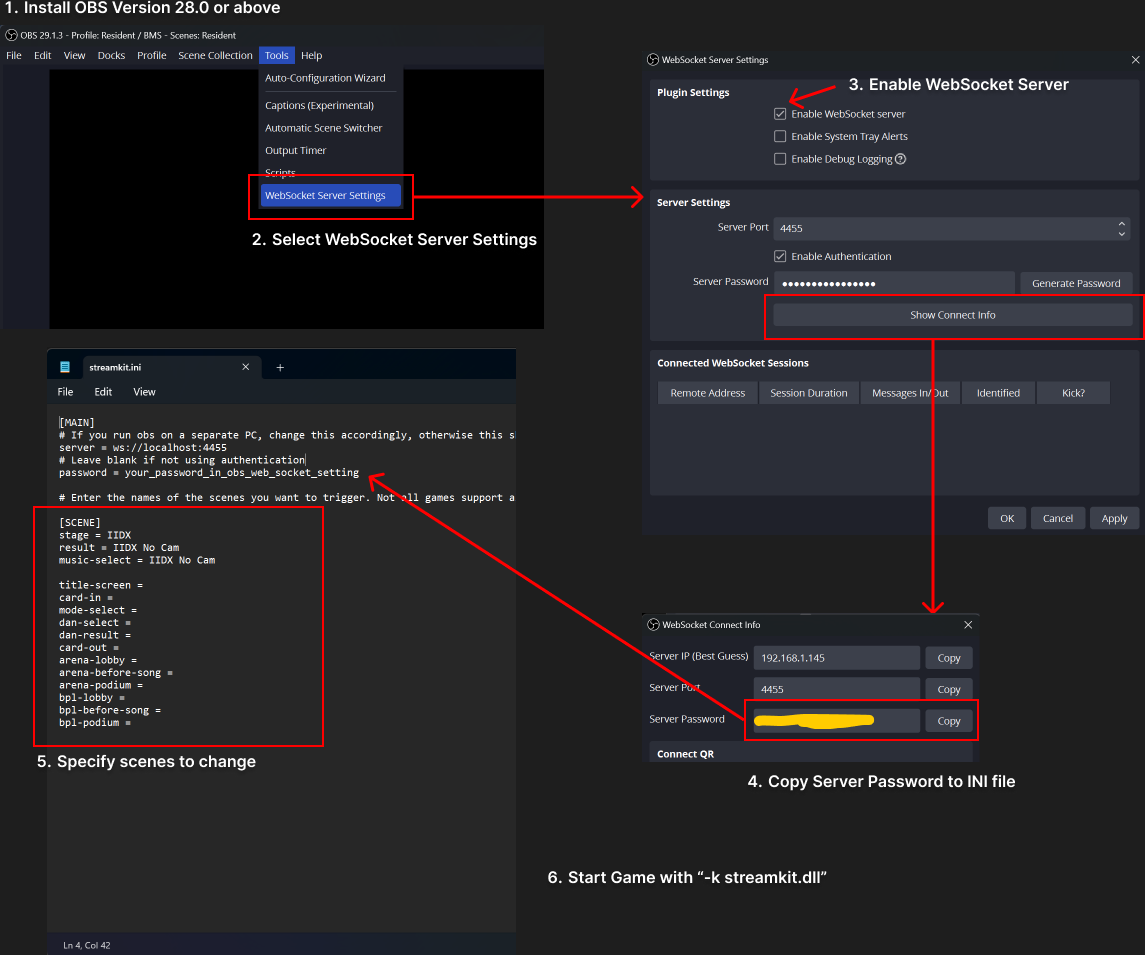 1. Install OBS Version 28.0 or above
OBS 29.1.3 - Profile: Resident / BMS - Scenes: Resident
File Edit View Docks Profile Scene Collection Tools Help
Auto-Configuration Wizard
Captions (Experimental)
Automatic Scene Switcher
Output Timer
Scripts
WebSocket Server Settings
2. Select WebSocket Server Settings
WebSocket Server Settings
3. Enable WebSocket Server
Plugin Settings
Enable WebSocket server
Enable System Tray Alerts
Enable Debug Logging
Server Settings
Server Port 4455
Enable Authentication
Server Password ●●●●●●●●●●●●●●●● Generate Password
Show Connect Info
Connected WebSocket Sessions
Remote Address Session Duration Messages In/Out Identified Kick?
OK Cancel Apply
WebSocket Connect Info
Server IP (Best Guess) 192.168.1.145 Copy
Server Port 4455 Copy
Server Password Copy
Connect QR
4. Copy Server Password to INI file
streamkit.ini
File Edit View
[MAIN]
# If you run obs on a separate PC, change this accordingly, otherwise this s
server = ws://localhost:4455
# Leave blank if not using authentication
password = your_password_in_obs_web_socket_setting
# Enter the names of the scenes you want to trigger. Not all games support a
[SCENE]
stage = IIDX
result = IIDX No Cam
music-select = IIDX No Cam
title-screen =
card-in =
mode-select =
dan-select =
dan-result =
card-out =
arena-lobby =
arena-before-song =
arena-podium =
bpl-lobby =
bpl-before-song =
bpl-podium =
5. Specify scenes to change
6. Start Game with “-k streamkit.dll”
Ln 4, Col 42